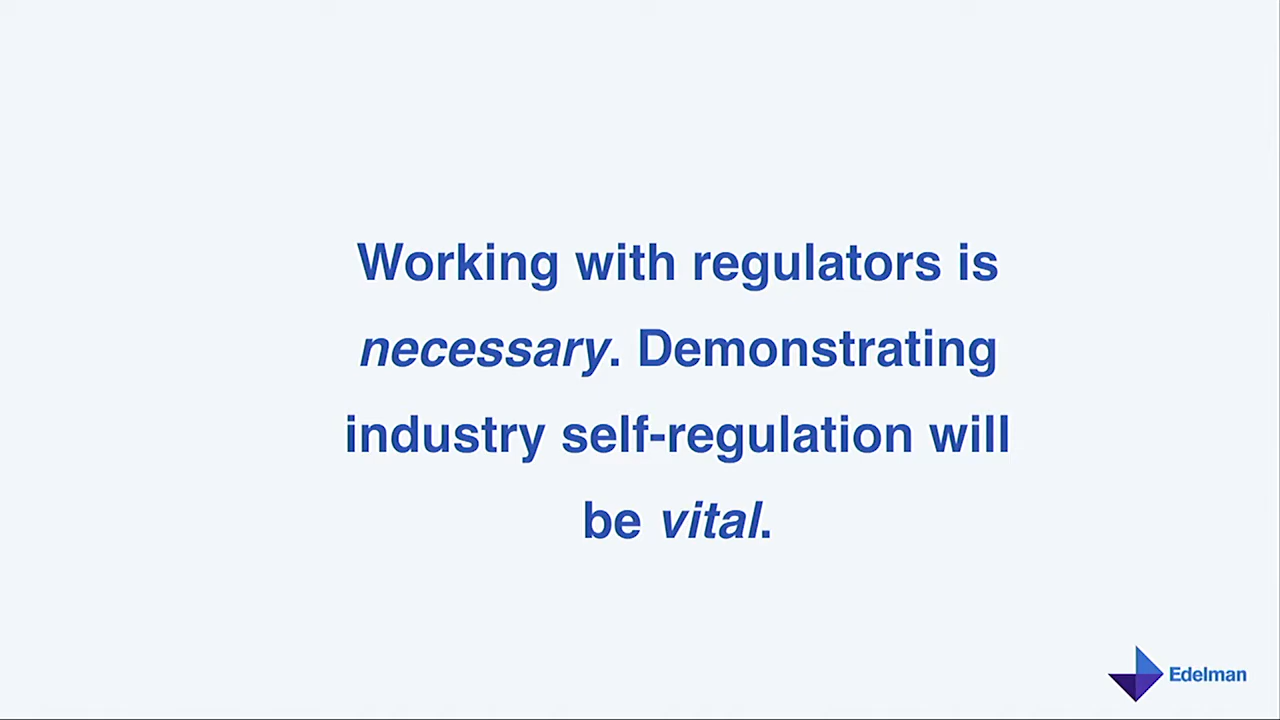 Working with regulators is
necessary. Demonstrating
industry self-regulation will
be vital.
Edelman